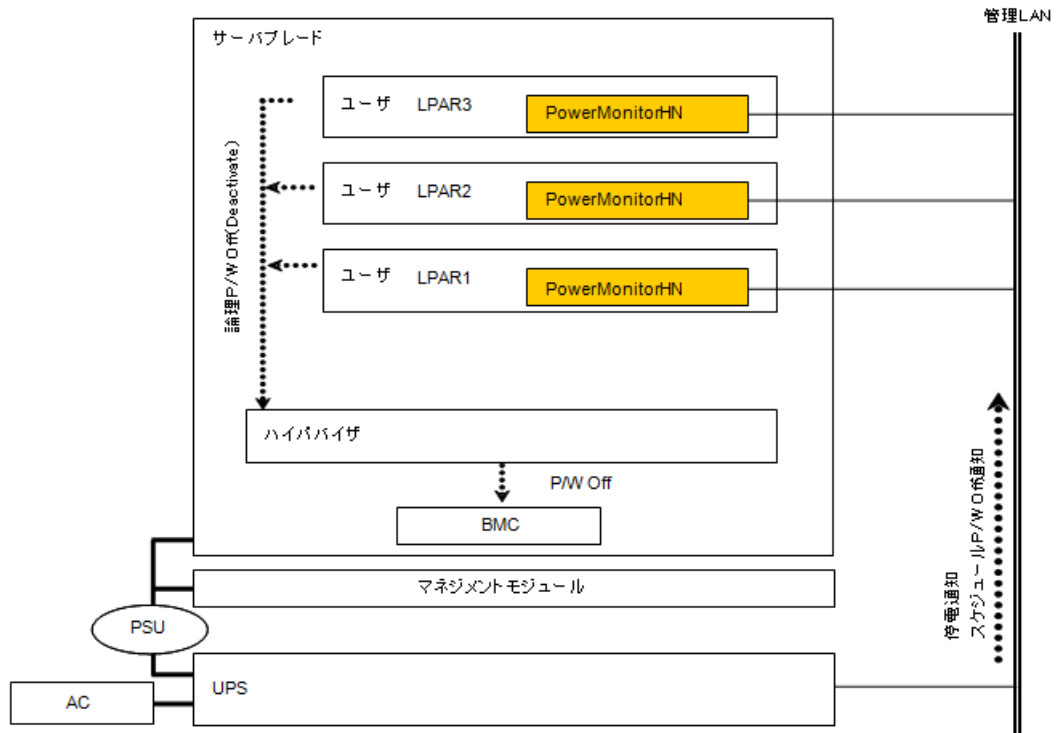 管理LAN
サーバブレード
ユーザ LPAR3
PowerMonitorHN
ユーザ LPAR2
PowerMonitorHN
ユーザ LPAR1
PowerMonitorHN
論理P/W Off(Deactivate)
ハイパバイザ
P/W Off
BMC
停電通知
スケジュールP/W Off通知
マネジメントモジュール
PSU
UPS
AC